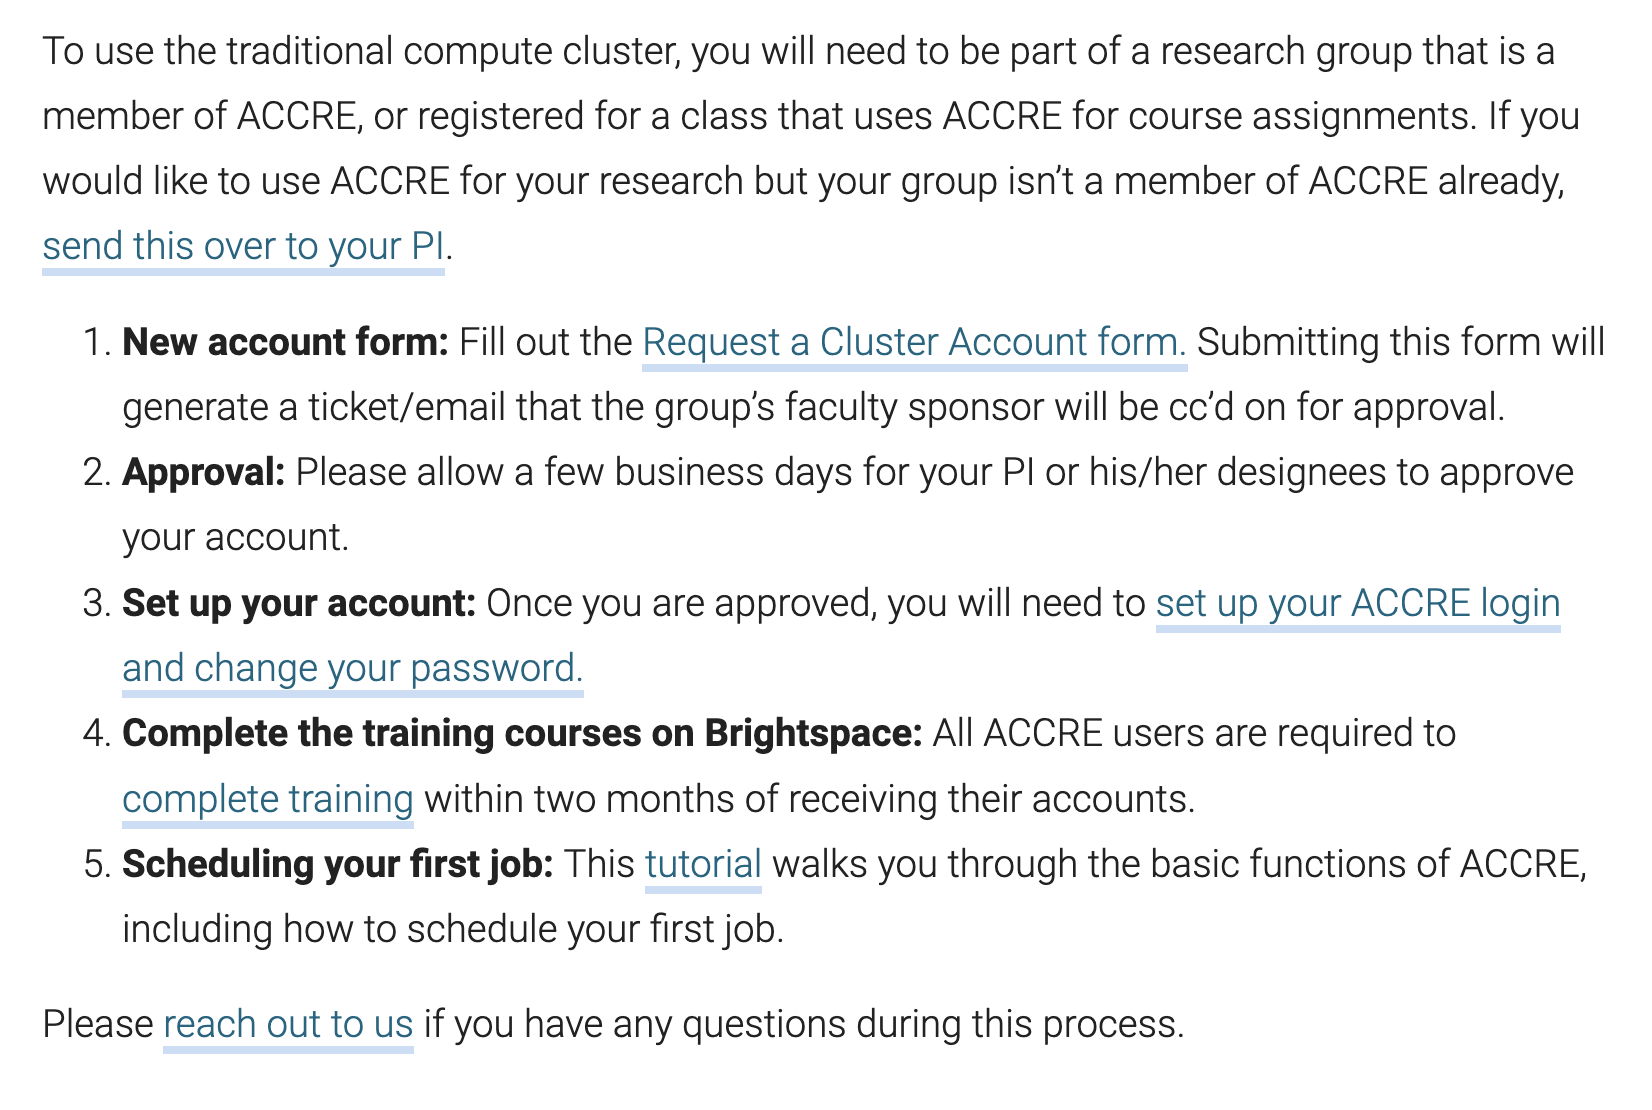 To use the traditional compute cluster, you will need to be part of a research group that is a
member of ACCRE, or registered for a class that uses ACCRE for course assignments. If you
would like to use ACCRE for your research but your group isn’t a member of ACCRE already,
send this over to your PI.
1. New account form: Fill out the Request a Cluster Account form. Submitting this form will
generate a ticket/email that the group’s faculty sponsor will be cc’d on for approval.
2. Approval: Please allow a few business days for your PI or his/her designees to approve
your account.
3. Set up your account: Once you are approved, you will need to set up your ACCRE login
and change your password.
4. Complete the training courses on Brightspace: All ACCRE users are required to
complete training within two months of receiving their accounts.
5. Scheduling your first job: This tutorial walks you through the basic functions of ACCRE,
including how to schedule your first job.
Please reach out to us if you have any questions during this process.